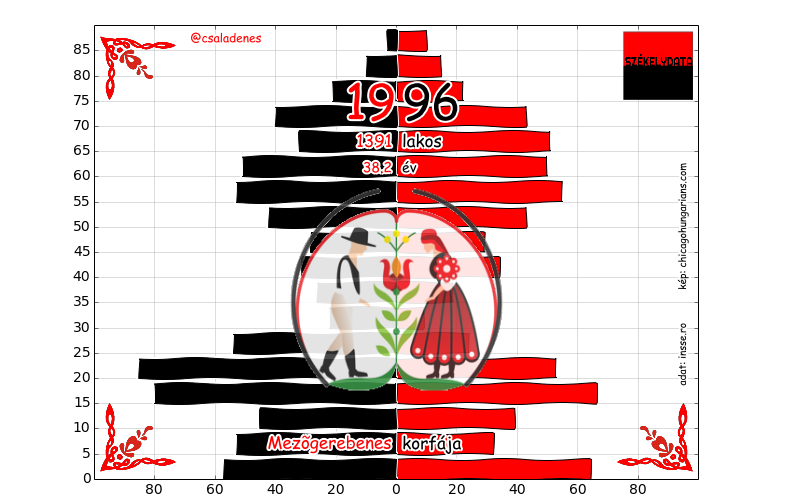 @csaladenes
SZÉKELYDATA
1996
1391 lakos
38.2 év
kép: chicagohungarians.com
adat: insse.ro
Mezõgerebenes korfája
85
80
75
70
65
60
55
50
45
40
35
30
25
20
15
10
5
0
80 60 40 20 0 20 40 60 80